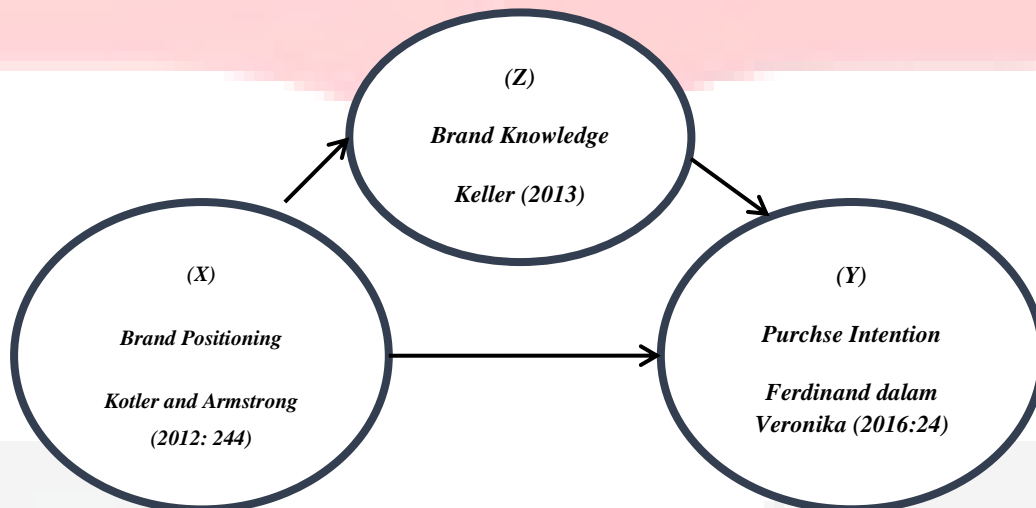 (Z)
Brand Knowledge
Keller (2013)
(X)
Brand Positioning
Kotler and Armstrong
(2012: 244)
(Y)
Purchse Intention
Ferdinand dalam
Veronika (2016:24)